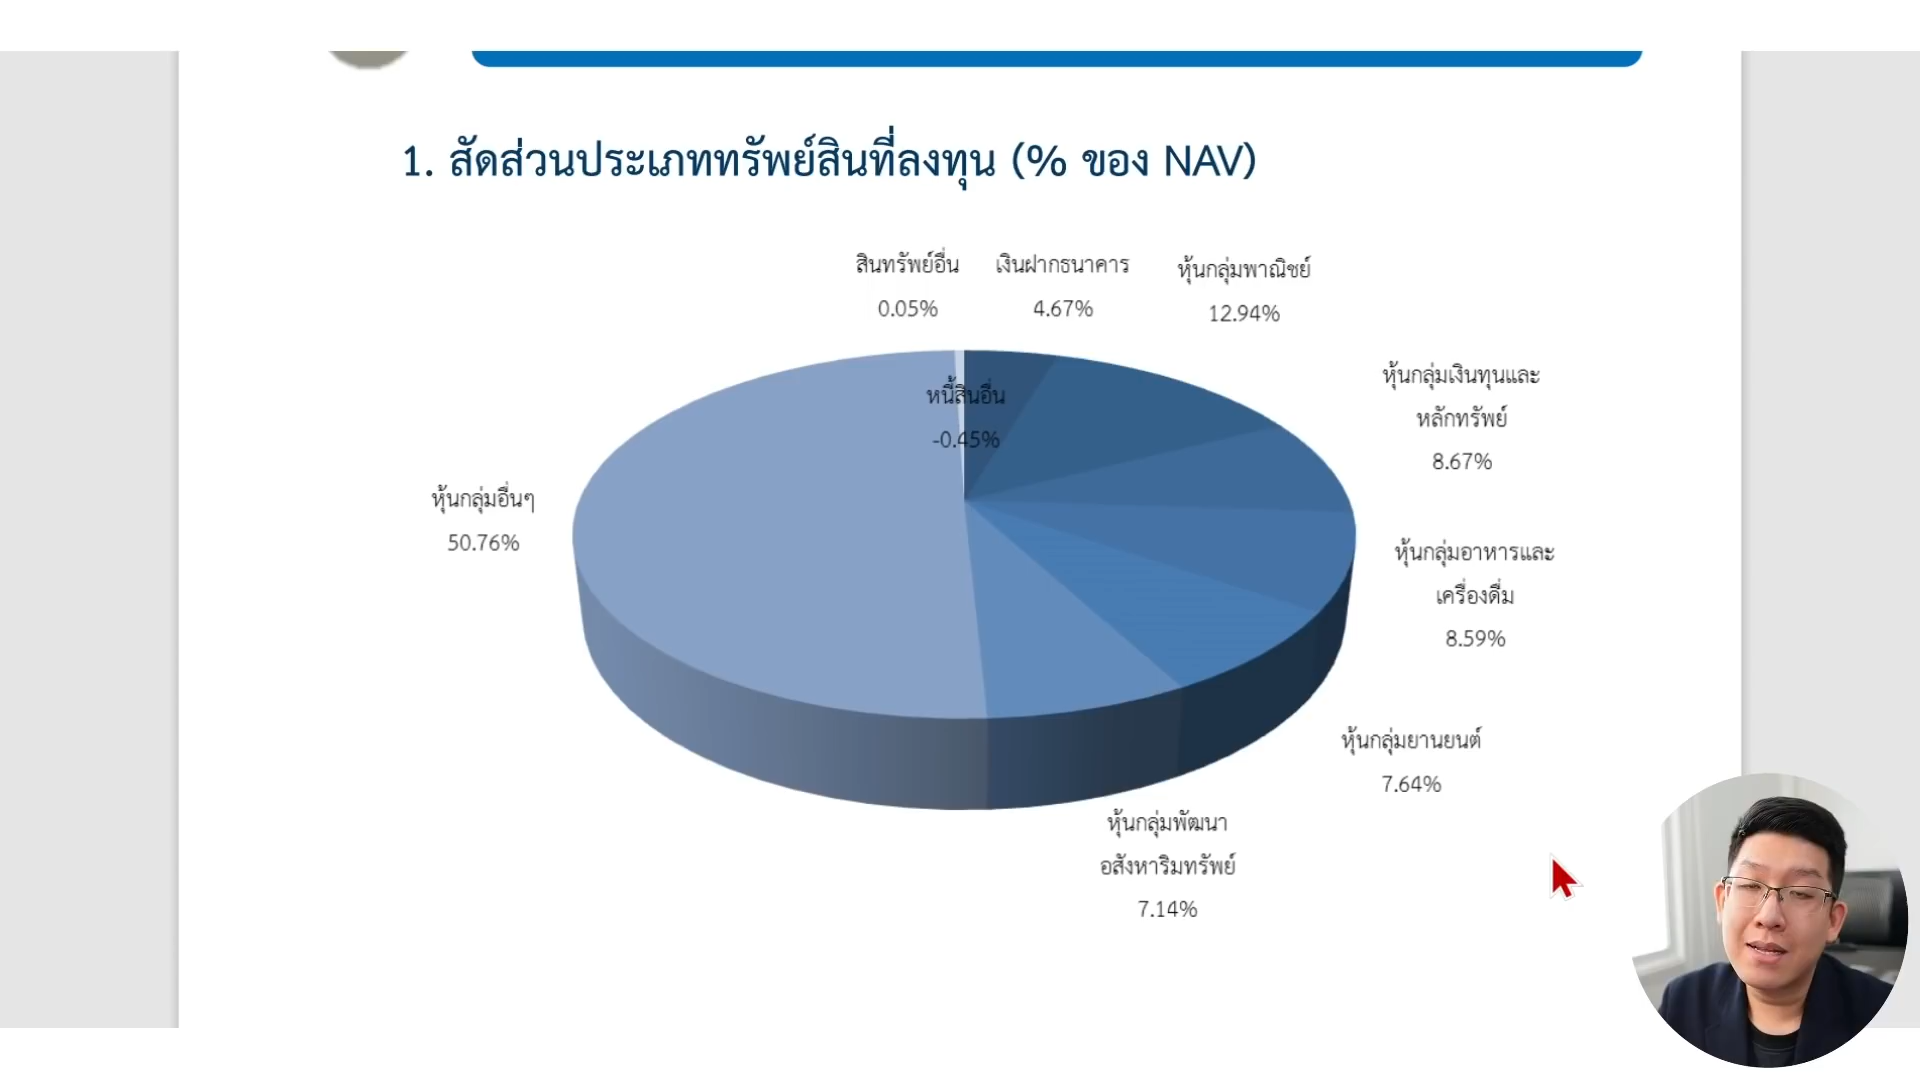 1. สัดส่วนประเภททรัพย์สินที่ลงทุน (% ของ NAV)
สินทรัพย์อื่น
0.05%
เงินฝากธนาคาร
4.67%
หุ้นกลุ่มพาณิชย์
12.94%
หุ้นกลุ่มเงินทุนและ
หลักทรัพย์
8.67%
หนี้สินอื่น
-0.45%
หุ้นกลุ่มอื่นๆ
50.76%
หุ้นกลุ่มอาหารและ
เครื่องดื่ม
8.59%
หุ้นกลุ่มยานยนต์
7.64%
หุ้นกลุ่มพัฒนา
อสังหาริมทรัพย์
7.14%